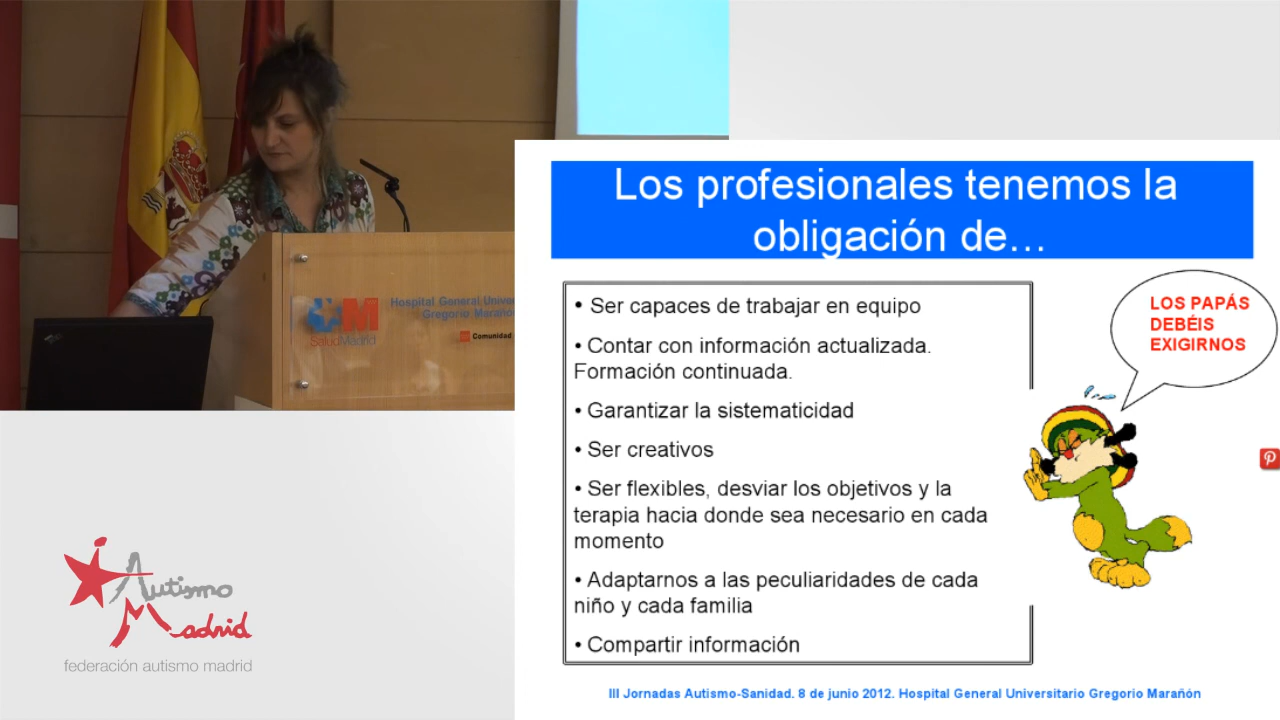 Hospital General
Gregorio Marañón
SaludMadrid
Comunidad
Los profesionales tenemos la
obligación de...
• Ser capaces de trabajar en equipo
• Contar con información actualizada.
Formación continuada.
• Garantizar la sistematicidad
• Ser creativos
• Ser flexibles, desviar los objetivos y la
terapia hacia donde sea necesario en cada
momento
• Adaptarnos a las peculiaridades de cada
niño y cada familia
• Compartir información
LOS PAPÁS
DEBÉIS
EXIGIRNOS
III Jornadas Autismo-Sanidad. 8 de junio 2012. Hospital General Universitario Gregorio Marañón
Autismo
Madrid
federación autismo madrid